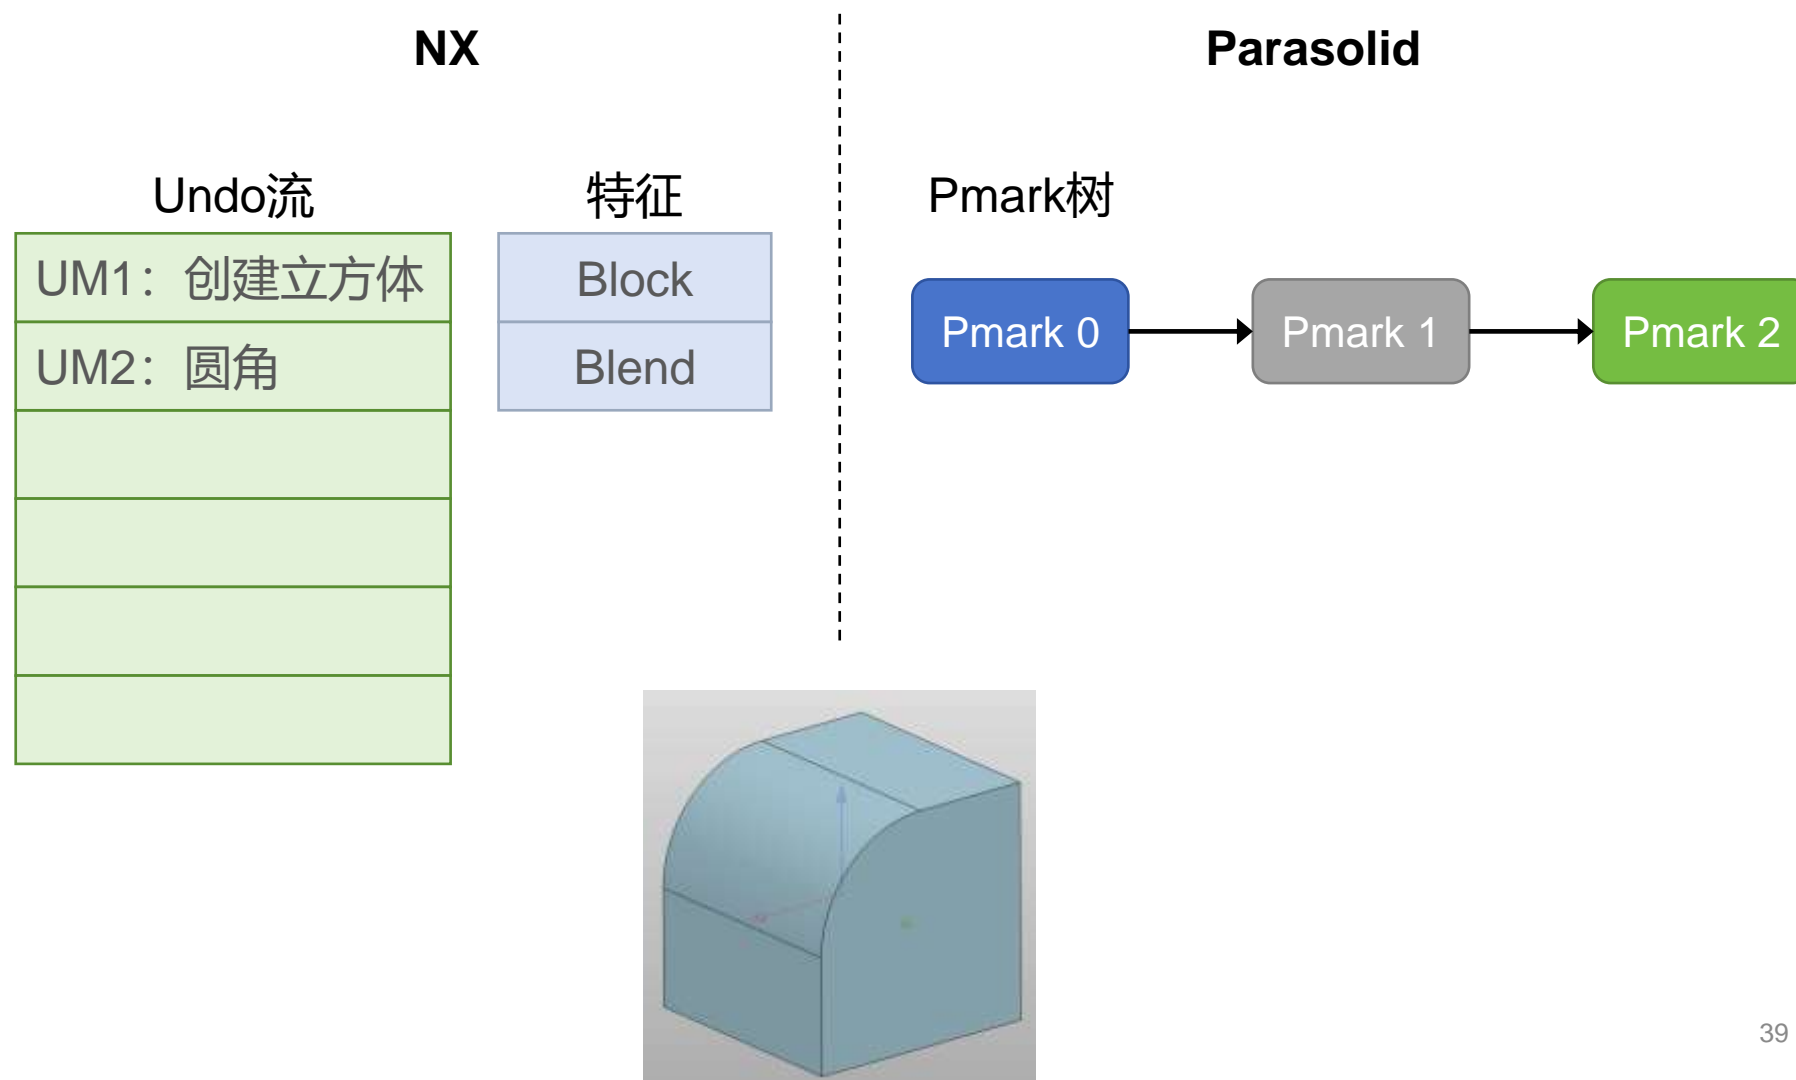 NX
Parasolid
Undo流
特征
Pmark树
UM1：创建立方体
Block
UM2：圆角
Blend
Pmark 0
Pmark 1
Pmark 2
39